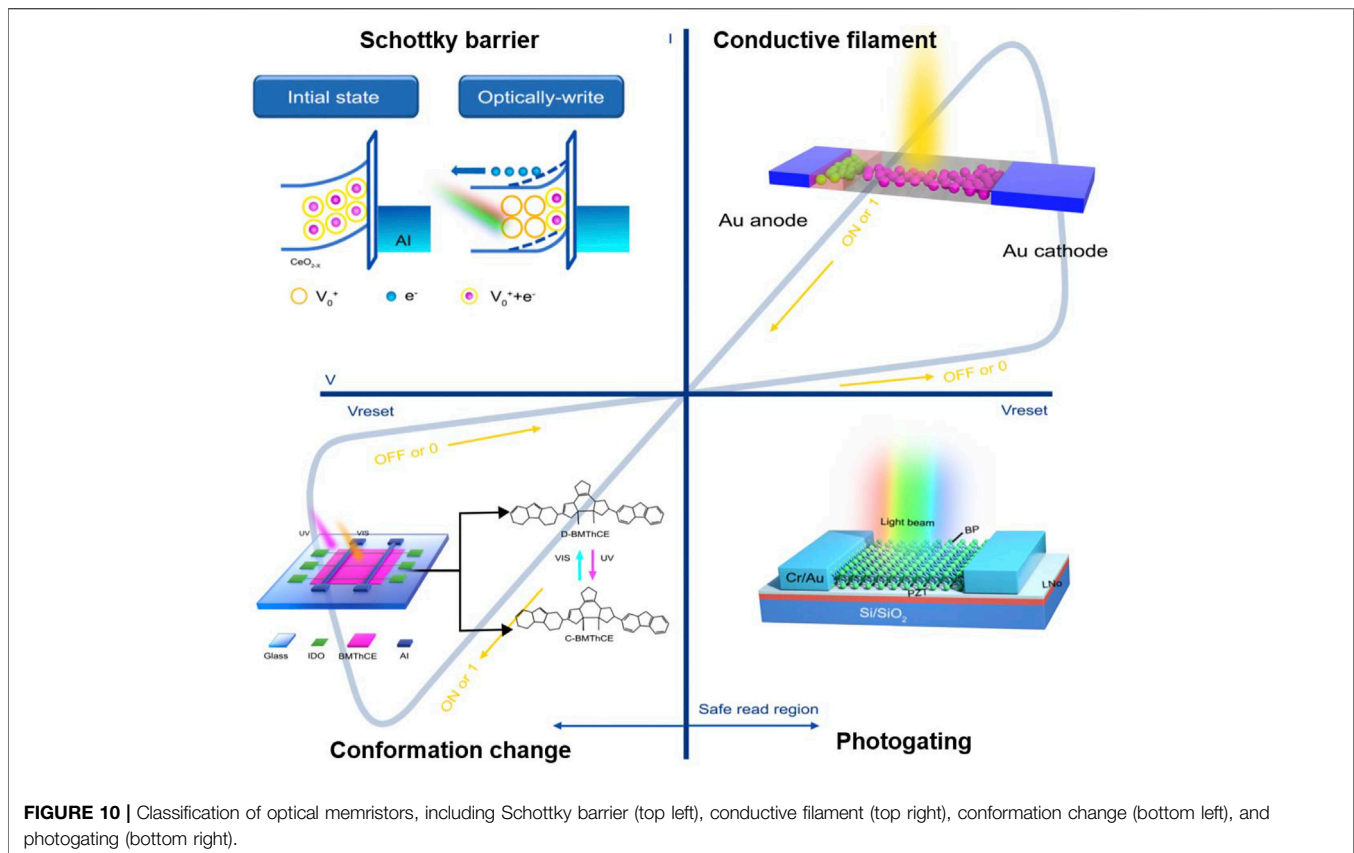 Schottky barrier
I
Conductive filament
Intial state
Optically-write
Al
CeO2-x
V0+
e-
V0++e-
Au anode
Au cathode
ON or 1
OFF or 0
V
Vreset
Vreset
OFF or 0
UV
VIS
D-BMThCE
VIS
UV
C-BMThCE
Glass
IDO
BMThCE
Al
ON or 1
Light beam
BP
Cr/Au
PZT
LNo
Si/SiO2
Safe read region
Conformation change
Photogating
FIGURE 10 | Classification of optical memristors, including Schottky barrier (top left), conductive filament (top right), conformation change (bottom left), and
photogating (bottom right).